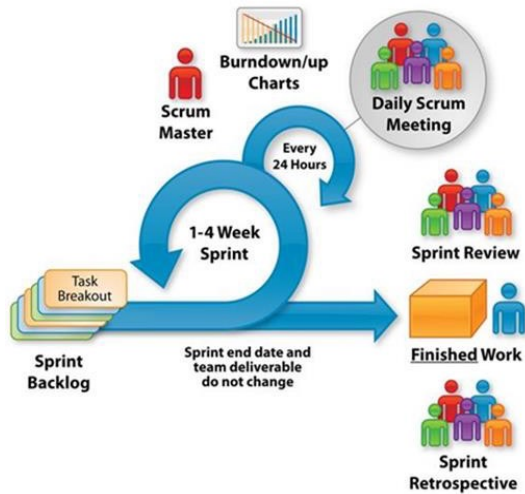 Burndown/up
Charts
Scrum
Master
Daily Scrum
Meeting
Every
24 Hours
1-4 Week
Sprint
Sprint Review
Task
Breakout
Sprint
Backlog
Sprint end date and
team deliverable
do not change
Finished Work
Sprint
Retrospective